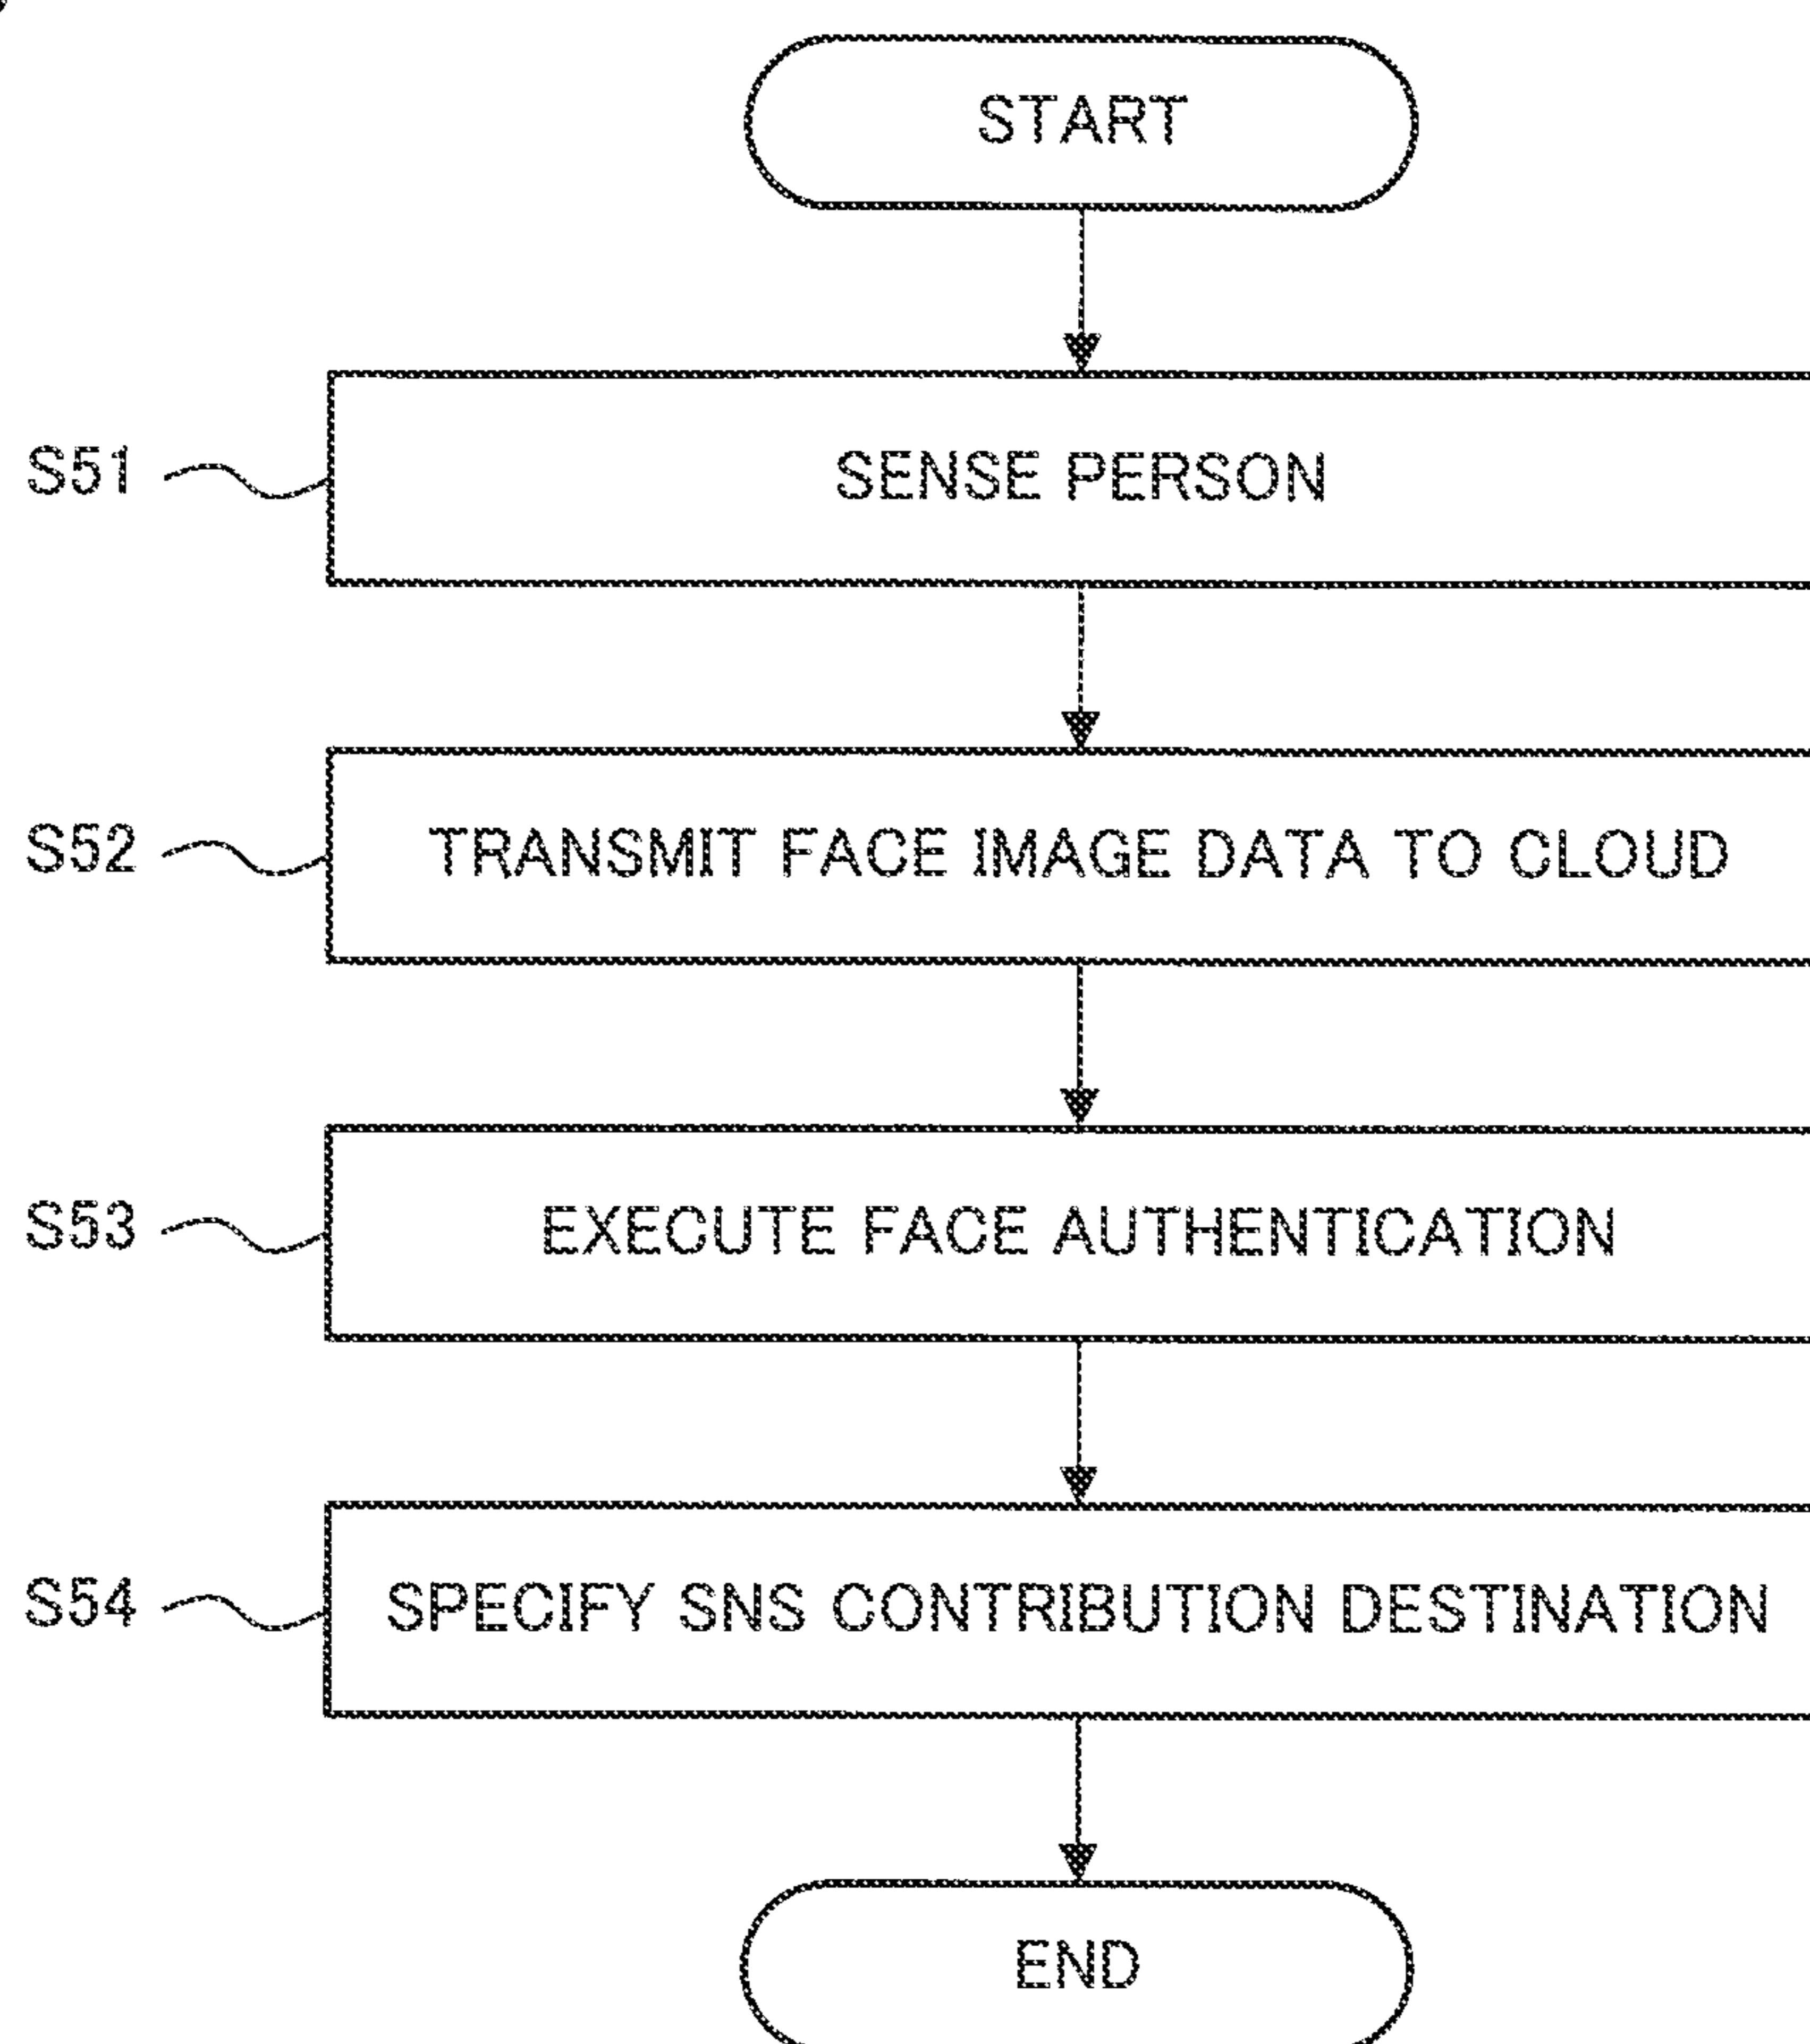 START
S51 SENSE PERSON
S52 TRANSMIT FACE IMAGE DATA TO CLOUD
S53 EXECUTE FACE AUTHENTICATION
S54 SPECIFY SNS CONTRIBUTION DESTINATION
END